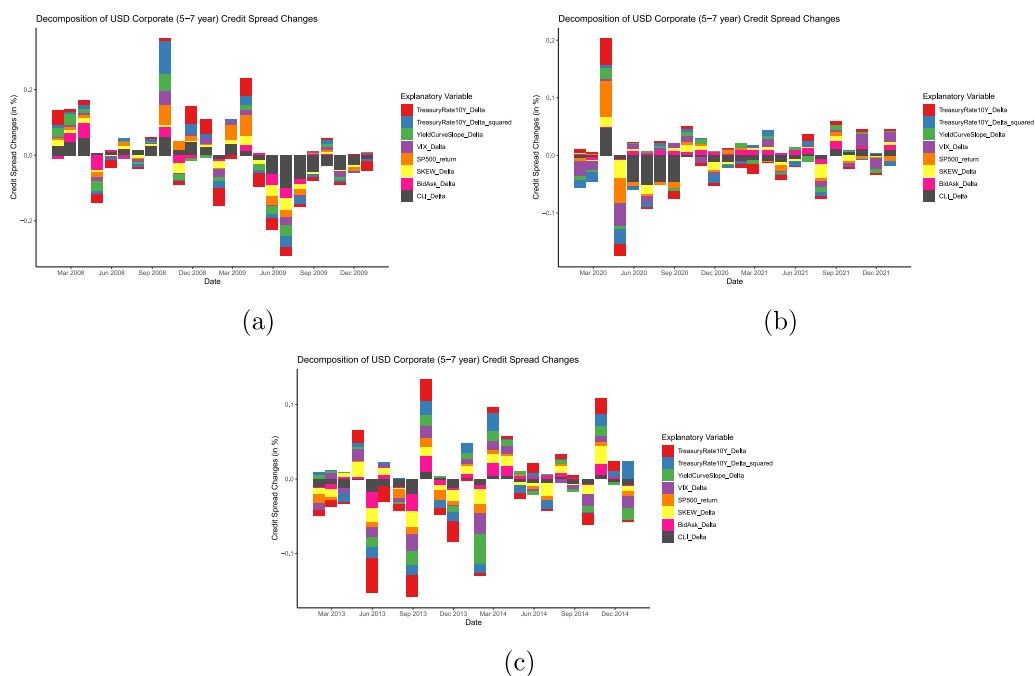 Decomposition of USD Corporate (5-7 year) Credit Spread Changes
Credit Spread Changes (in %)
0.2
0.0
−0.2
Mar 2008 Jun 2008 Sep 2008 Dec 2008 Mar 2009 Jun 2009 Sep 2009 Dec 2009
Date
Explanatory Variable
TreasuryRate10Y_Delta
TreasuryRate10Y_Delta_squared
YieldCurveSlope_Delta
VIX_Delta
SP500_return
SKEW_Delta
BidAsk_Delta
CLI_Delta
(a)
Decomposition of USD Corporate (5-7 year) Credit Spread Changes
Credit Spread Changes (in %)
0.2
0.1
0.0
−0.1
Mar 2020 Jun 2020 Sep 2020 Dec 2020 Mar 2021 Jun 2021 Sep 2021 Dec 2021
Date
Explanatory Variable
TreasuryRate10Y_Delta
TreasuryRate10Y_Delta_squared
YieldCurveSlope_Delta
VIX_Delta
SP500_return
SKEW_Delta
BidAsk_Delta
CLI_Delta
(b)
Decomposition of USD Corporate (5-7 year) Credit Spread Changes
Credit Spread Changes (in %)
0.1
0.0
−0.1
Mar 2013 Jun 2013 Sep 2013 Dec 2013 Mar 2014 Jun 2014 Sep 2014 Dec 2014
Date
Explanatory Variable
TreasuryRate10Y_Delta
TreasuryRate10Y_Delta_squared
YieldCurveSlope_Delta
VIX_Delta
SP500_return
SKEW_Delta
BidAsk_Delta
CLI_Delta
(c)